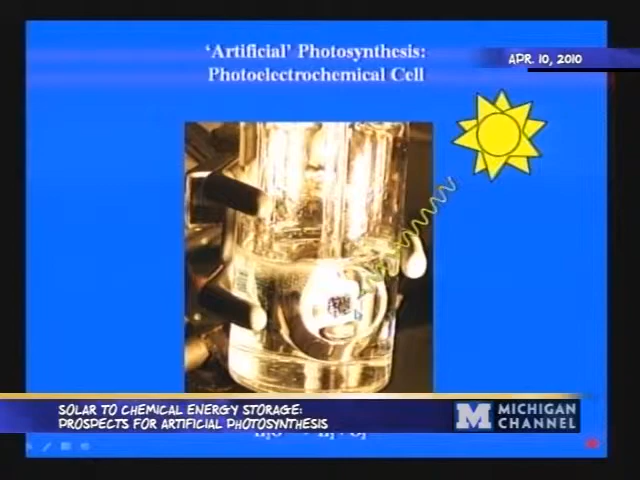 'Artificial' Photosynthesis:
Photoelectrochemical Cell
APR. 10, 2010
SOLAR TO CHEMICAL ENERGY STORAGE:
PROSPECTS FOR ARTIFICIAL PHOTOSYNTHESIS
M MICHIGAN
CHANNEL